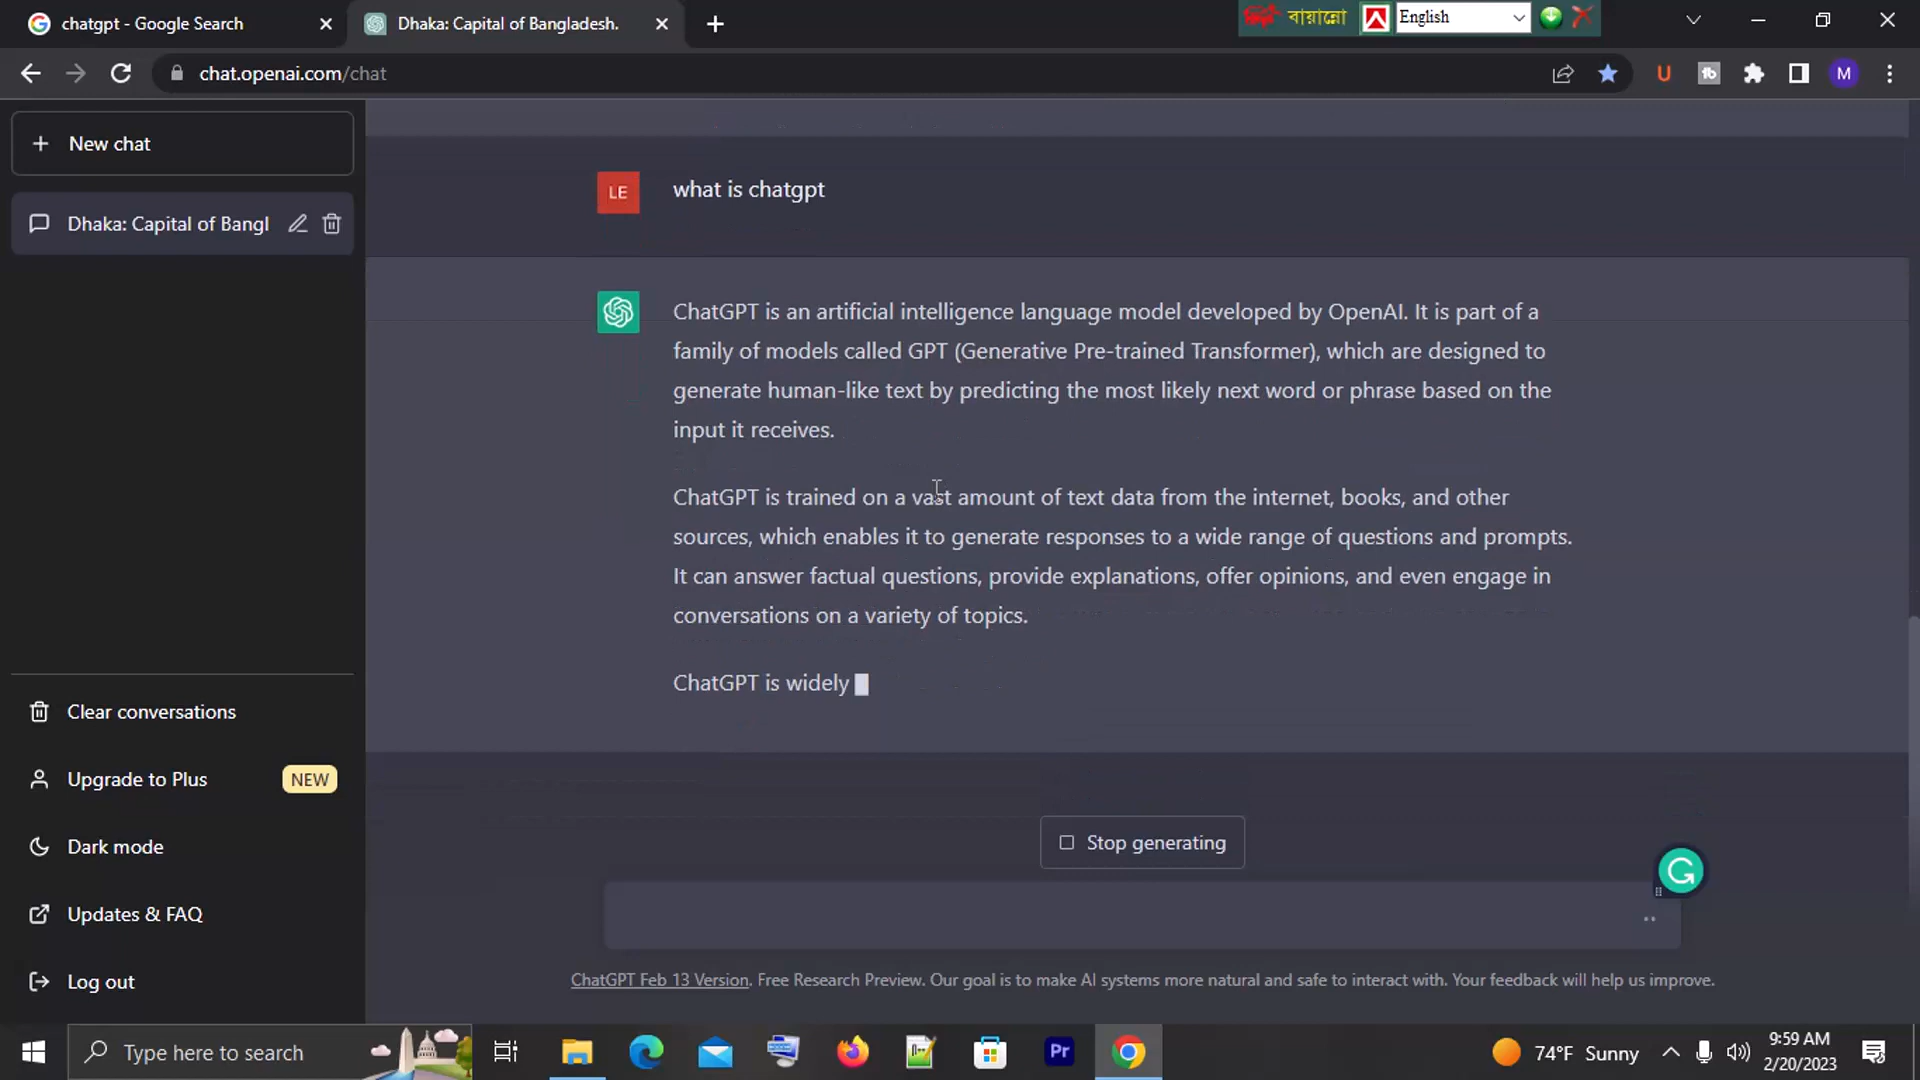 chatgpt - Google Search
Dhaka: Capital of Bangladesh.
বায়ান্নো
English
chat.openai.com/chat
U
M
New chat
Dhaka: Capital of Bangl
LE
what is chatgpt
ChatGPT is an artificial intelligence language model developed by OpenAI. It is part of a
family of models called GPT (Generative Pre-trained Transformer), which are designed to
generate human-like text by predicting the most likely next word or phrase based on the
input it receives.
ChatGPT is trained on a vast amount of text data from the internet, books, and other
sources, which enables it to generate responses to a wide range of questions and prompts.
It can answer factual questions, provide explanations, offer opinions, and even engage in
conversations on a variety of topics.
ChatGPT is widely
Clear conversations
Upgrade to Plus
NEW
Dark mode
Updates & FAQ
Log out
Stop generating
ChatGPT Feb 13 Version. Free Research Preview. Our goal is to make AI systems more natural and safe to interact with. Your feedback will help us improve.
Type here to search
Pr
74°F Sunny
9:59 AM
2/20/2023